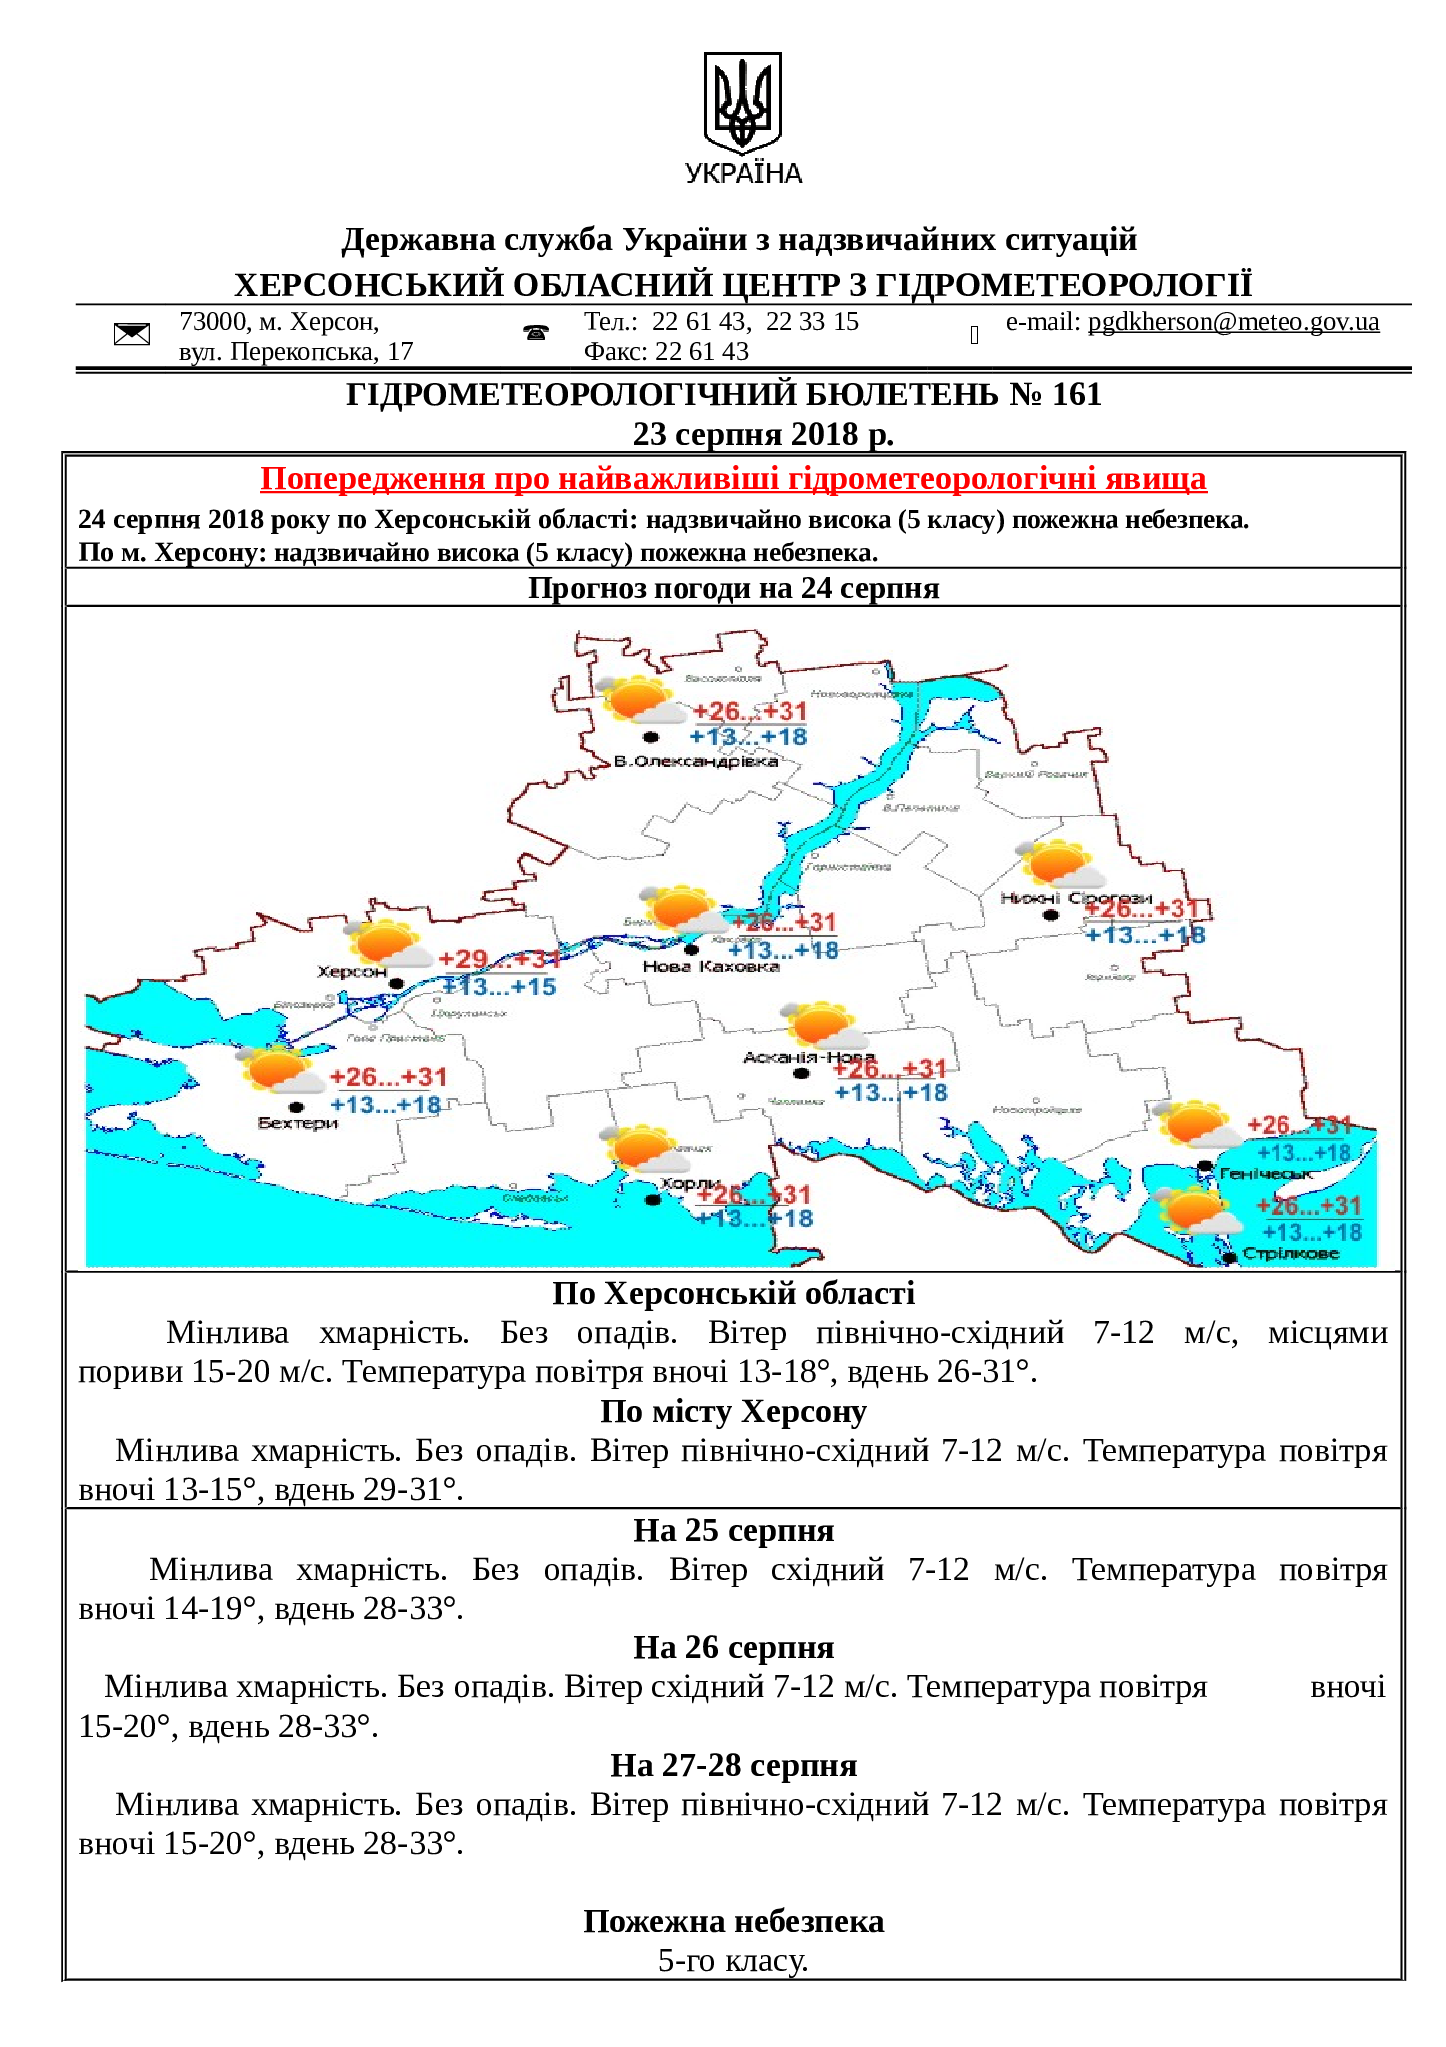 УКРАЇНА
Державна служба України з надзвичайних ситуацій
ХЕРСОНСЬКИЙ ОБЛАСНИЙ ЦЕНТР З ГІДРОМЕТЕОРОЛОГІЇ
73000, м. Херсон,
вул. Перекопська, 17
Тел.: 22 61 43, 22 33 15
Факс: 22 61 43
e-mail: pgdkherson@meteo.gov.ua
ГІДРОМЕТЕОРОЛОГІЧНИЙ БЮЛЕТЕНЬ № 161
23 серпня 2018 р.
Попередження про найважливіші гідрометеорологічні явища
24 серпня 2018 року по Херсонській області: надзвичайно висока (5 класу) пожежна небезпека.
По м. Херсону: надзвичайно висока (5 класу) пожежна небезпека.
Прогноз погоди на 24 серпня
+26...+31
+13...+18
В.Олександрівка
Нижні Сірогози
+26...+31
+13...+18
+26...+31
+13...+18
Нова Каховка
Херсон
+29...+31
+13...+15
Асканія-Нова
+26...+31
+13...+18
+26...+31
+13...+18
Бехтери
+26...+31
+13...+18
Генічеськ
Хорли
+26...+31
+13...+18
+26...+31
+13...+18
Стрілкове
По Херсонській області
Мінлива хмарність. Без опадів. Вітер північно-східний 7-12 м/с, місцями
пориви 15-20 м/с. Температура повітря вночі 13-18°, вдень 26-31°.
По місту Херсону
Мінлива хмарність. Без опадів. Вітер північно-східний 7-12 м/с. Температура повітря
вночі 13-15°, вдень 29-31°.
На 25 серпня
Мінлива хмарність. Без опадів. Вітер східний 7-12 м/с. Температура повітря
вночі 14-19°, вдень 28-33°.
На 26 серпня
Мінлива хмарність. Без опадів. Вітер східний 7-12 м/с. Температура повітря вночі
15-20°, вдень 28-33°.
На 27-28 серпня
Мінлива хмарність. Без опадів. Вітер північно-східний 7-12 м/с. Температура повітря
вночі 15-20°, вдень 28-33°.
Пожежна небезпека
5-го класу.